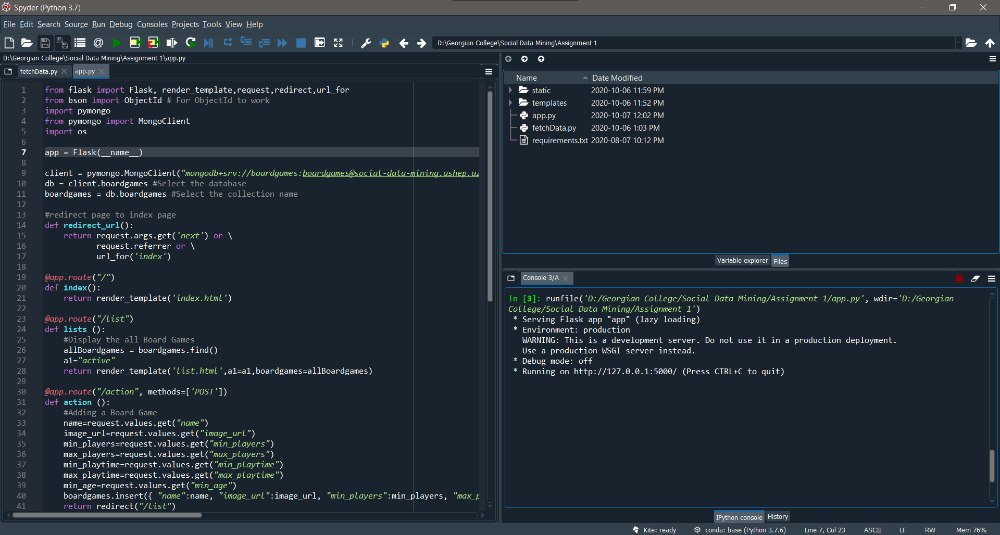 Spyder (Python 3.7)
File Edit Search Source Run Debug Consoles Projects Tools View Help
D:\Georgian College\Social Data Mining\Assignment 1
D:\Georgian College\Social Data Mining\Assignment 1\app.py
fetchData.py app.py
1 from flask import Flask, render_template,request,redirect,url_for
2 from bson import ObjectId # For ObjectId to work
3 import pymongo
4 from pymongo import MongoClient
5 import os
6
7 app = Flask(__name__)
8
9 client = pymongo.MongoClient("mongodb+srv://boardgames:boardgames@social-data-mining.ashep.az
10 db = client.boardgames #Select the database
11 boardgames = db.boardgames #Select the collection name
12
13 #redirect page to index page
14 def redirect_url():
15     return request.args.get('next') or \
16            request.referrer or \
17            url_for('index')
18
19 @app.route("/")
20 def index():
21     return render_template('index.html')
22
23 @app.route("/list")
24 def lists ():
25     #Display the all Board Games
26     allBoardgames = boardgames.find()
27     a1="active"
28     return render_template('list.html',a1=a1,boardgames=allBoardgames)
29
30 @app.route("/action", methods=['POST'])
31 def action ():
32     #Adding a Board Game
33     name=request.values.get("name")
34     image_url=request.values.get("image_url")
35     min_players=request.values.get("min_players")
36     max_players=request.values.get("max_players")
37     min_playtime=request.values.get("min_playtime")
38     max_playtime=request.values.get("max_playtime")
39     min_age=request.values.get("min_age")
40     boardgames.insert({ "name":name, "image_url":image_url, "min_players":min_players, "max_p
41     return redirect("/list")
Name Date Modified
static 2020-10-06 11:59 PM
templates 2020-10-06 11:52 PM
app.py 2020-10-07 12:02 PM
fetchData.py 2020-10-06 1:03 PM
requirements.txt 2020-08-07 10:12 PM
Variable explorer Files
Console 3/A
In [3]: runfile('D:/Georgian College/Social Data Mining/Assignment 1/app.py', wdir='D:/Georgian
College/Social Data Mining/Assignment 1')
* Serving Flask app "app" (lazy loading)
* Environment: production
WARNING: This is a development server. Do not use it in a production deployment.
Use a production WSGI server instead.
* Debug mode: off
* Running on http://127.0.0.1:5000/ (Press CTRL+C to quit)
IPython console History
Kite: ready conda: base (Python 3.7.6) Line 7, Col 23 ASCII LF RW Mem 76%